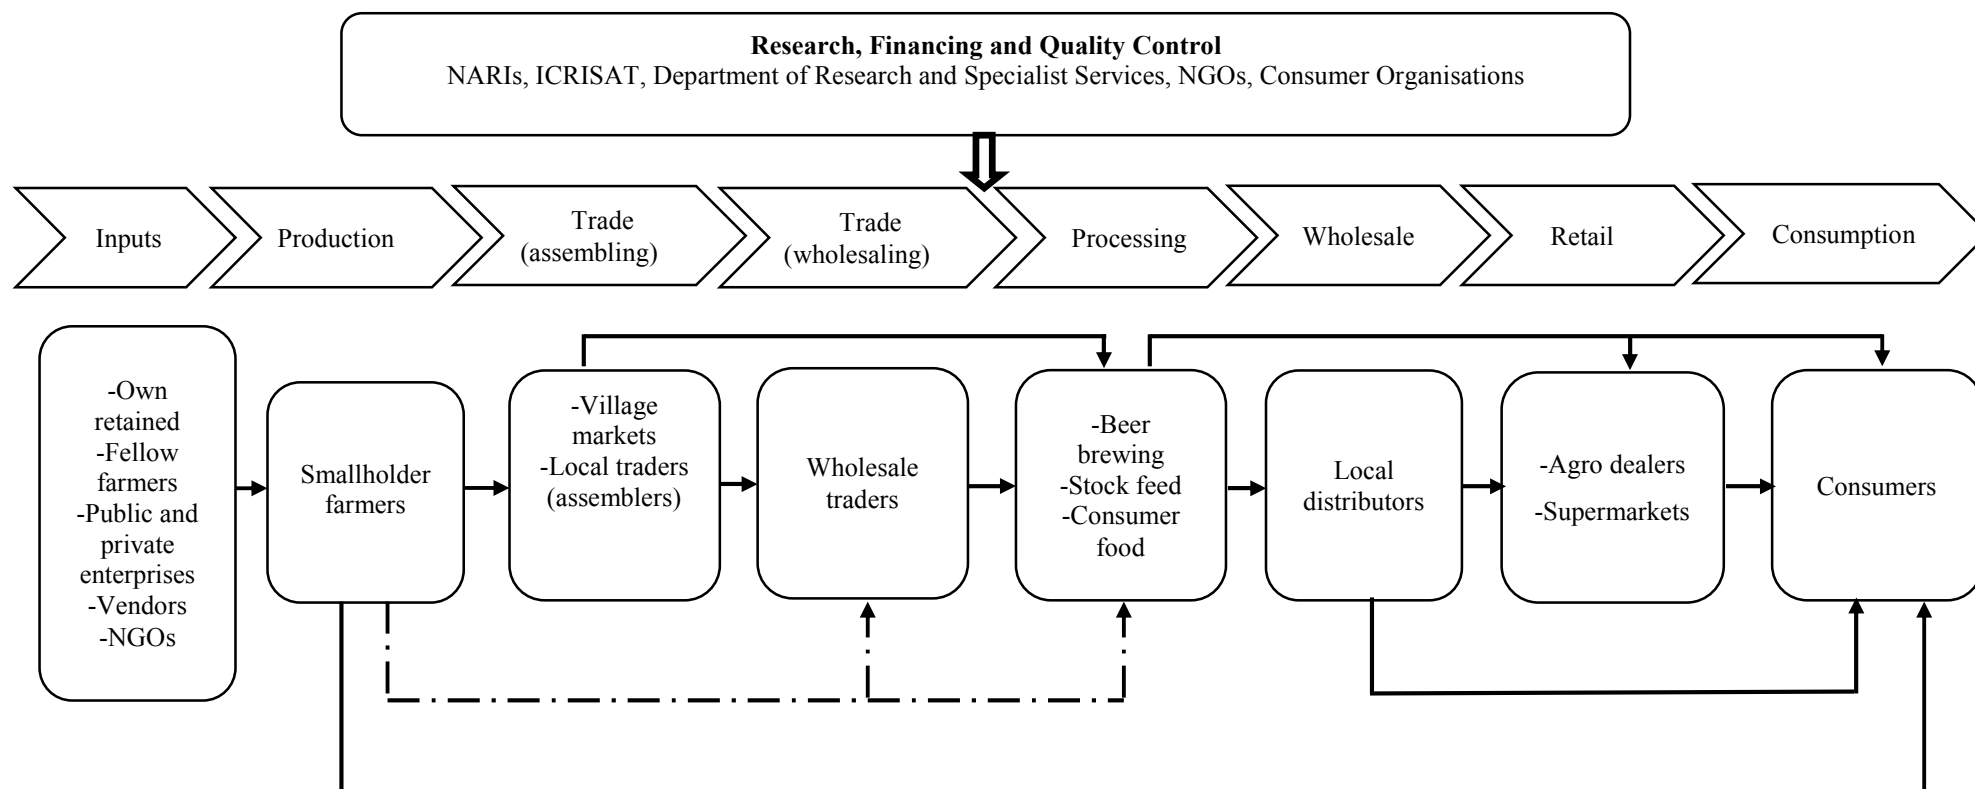 Research, Financing and Quality Control
NARIs, ICRISAT, Department of Research and Specialist Services, NGOs, Consumer Organisations
Inputs
Production
Trade
(assembling)
Trade
(wholesaling)
Processing
Wholesale
Retail
Consumption
-Own
retained
-Fellow
farmers
-Public and
private
enterprises
-Vendors
-NGOs
Smallholder
farmers
-Village
markets
-Local traders
(assemblers)
Wholesale
traders
-Beer
brewing
-Stock feed
-Consumer
food
Local
distributors
-Agro dealers
-Supermarkets
Consumers